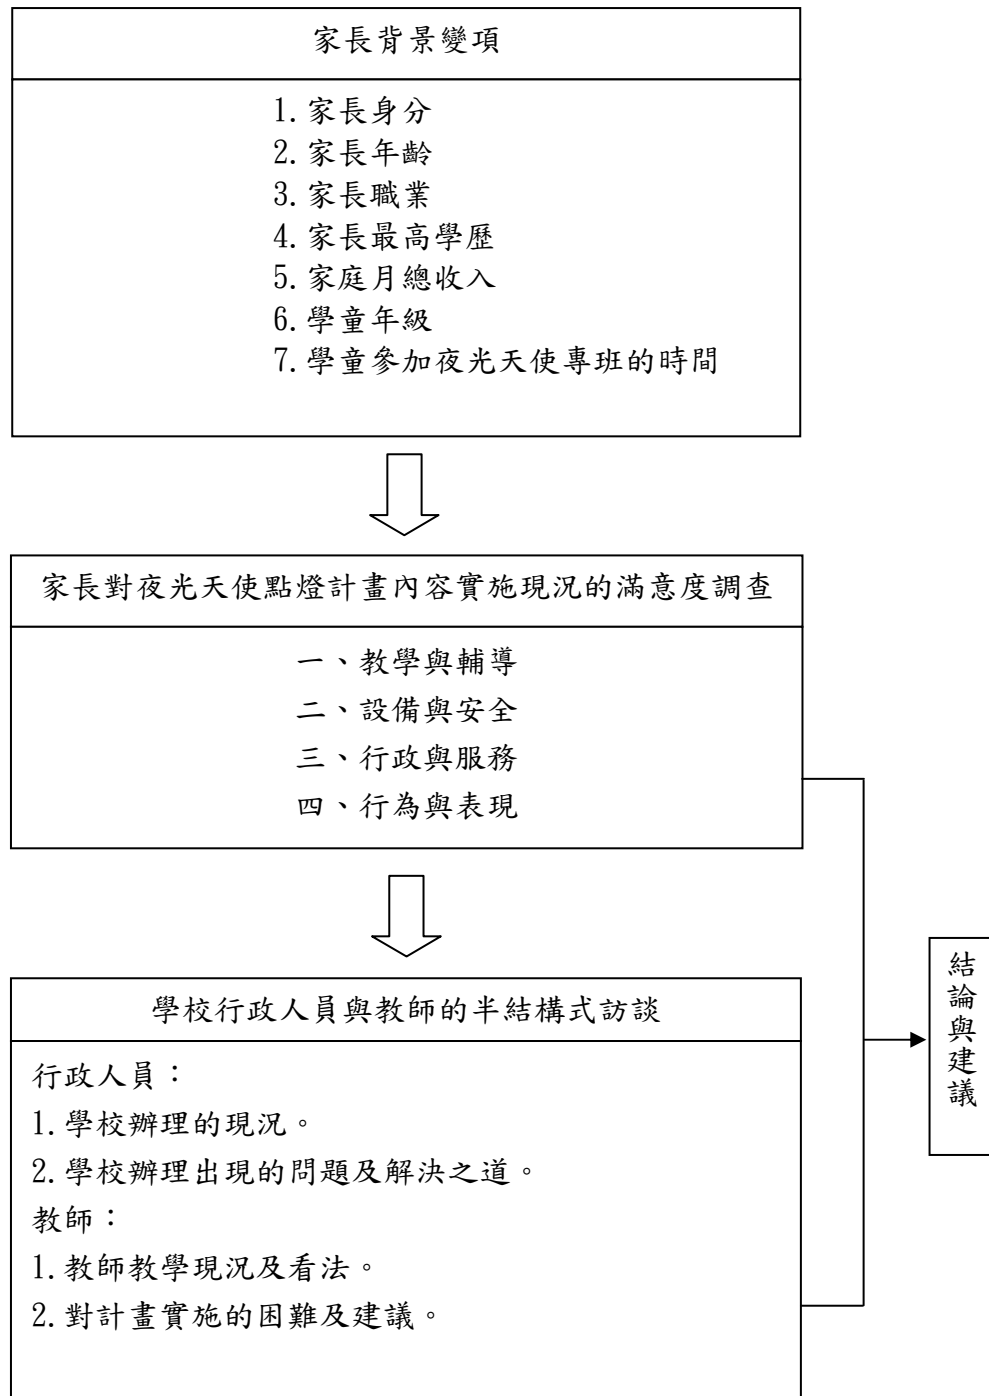 家長背景變項
1.家長身分
2.家長年齡
3.家長職業
4.家長最高學歷
5.家庭月總收入
6.學童年級
7.學童參加夜光天使專班的時間
家長對夜光天使點燈計畫內容實施現況的滿意度調查
一、教學與輔導
二、設備與安全
三、行政與服務
四、行為與表現
學校行政人員與教師的半結構式訪談
行政人員：
1.學校辦理的現況。
2.學校辦理出現的問題及解決之道。
教師：
1.教師教學現況及看法。
2.對計畫實施的困難及建議。
結論與建議